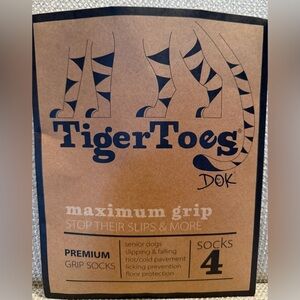 TigerToes®
DOK
maximum grip
STOP THEIR SLIPS & MORE
PREMIUM
GRIP SOCKS
senior dogs
slipping & falling
hot/cold pavement
licking prevention
floor protection
SOCKS
4